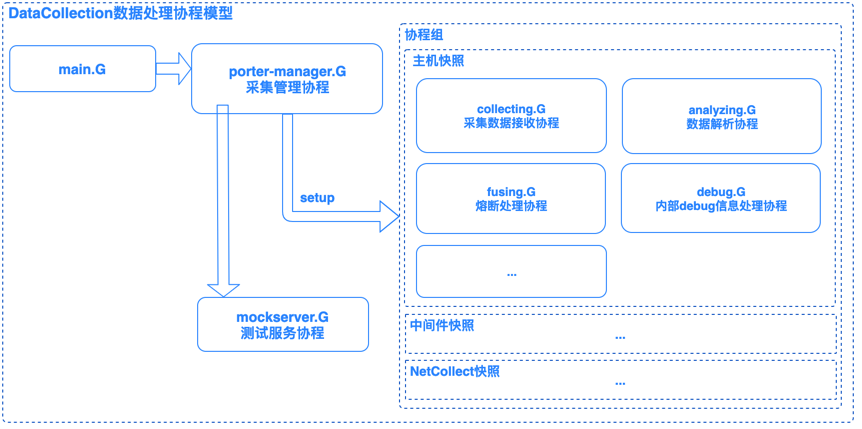 DataCollection数据处理协程模型
main.G
porter-manager.G
采集管理协程
setup
mockserver.G
测试服务协程
协程组
主机快照
collecting.G
采集数据接收协程
analyzing.G
数据解析协程
fusing.G
熔断处理协程
debug.G
内部debug信息处理协程
...
中间件快照
...
NetCollect快照
...